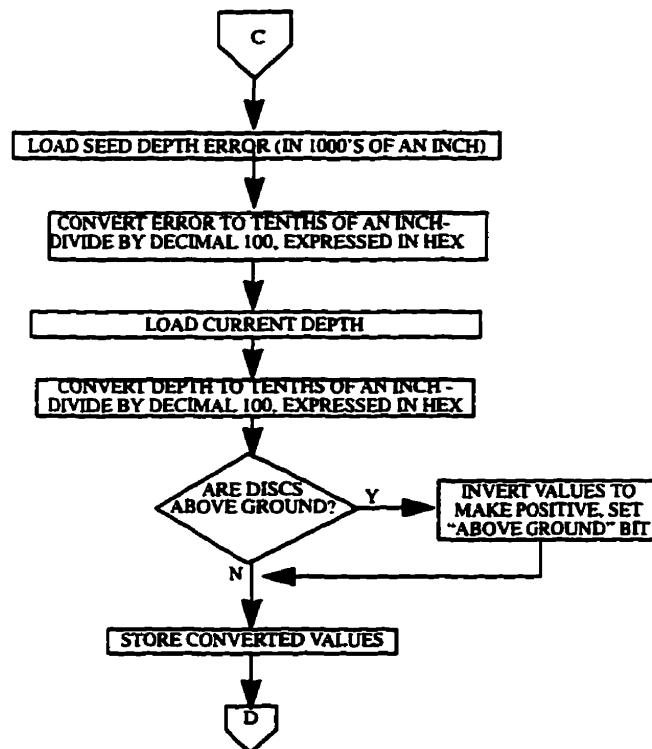 C
LOAD SEED DEPTH ERROR (IN 1000'S OF AN INCH)
CONVERT ERROR TO TENTHS OF AN INCH-
DIVIDE BY DECIMAL 100, EXPRESSED IN HEX
LOAD CURRENT DEPTH
CONVERT DEPTH TO TENTHS OF AN INCH -
DIVIDE BY DECIMAL 100, EXPRESSED IN HEX
ARE DISCS
ABOVE GROUND?
Y
INVERT VALUES TO
MAKE POSITIVE, SET
"ABOVE GROUND" BIT
N
STORE CONVERTED VALUES
D